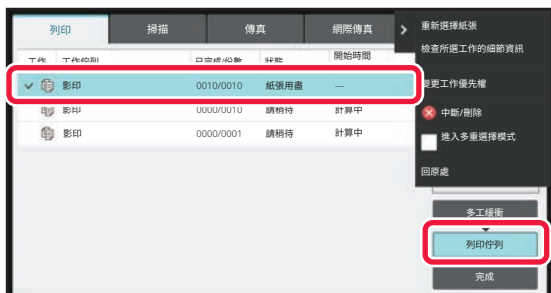 列印 掃描 傳真 網際傳真
工作 工作佇列 已完成/份數 狀態 開始時間
影印 0010/0010 紙張用盡 ---
影印 0000/0010 請稍待 計算中
影印 0000/0001 請稍待 計算中
重新選擇紙張
檢查所選工作的細節資訊
變更工作優先權
中斷/刪除
進入多重選擇模式
回原處
多工緩衝
列印佇列
完成